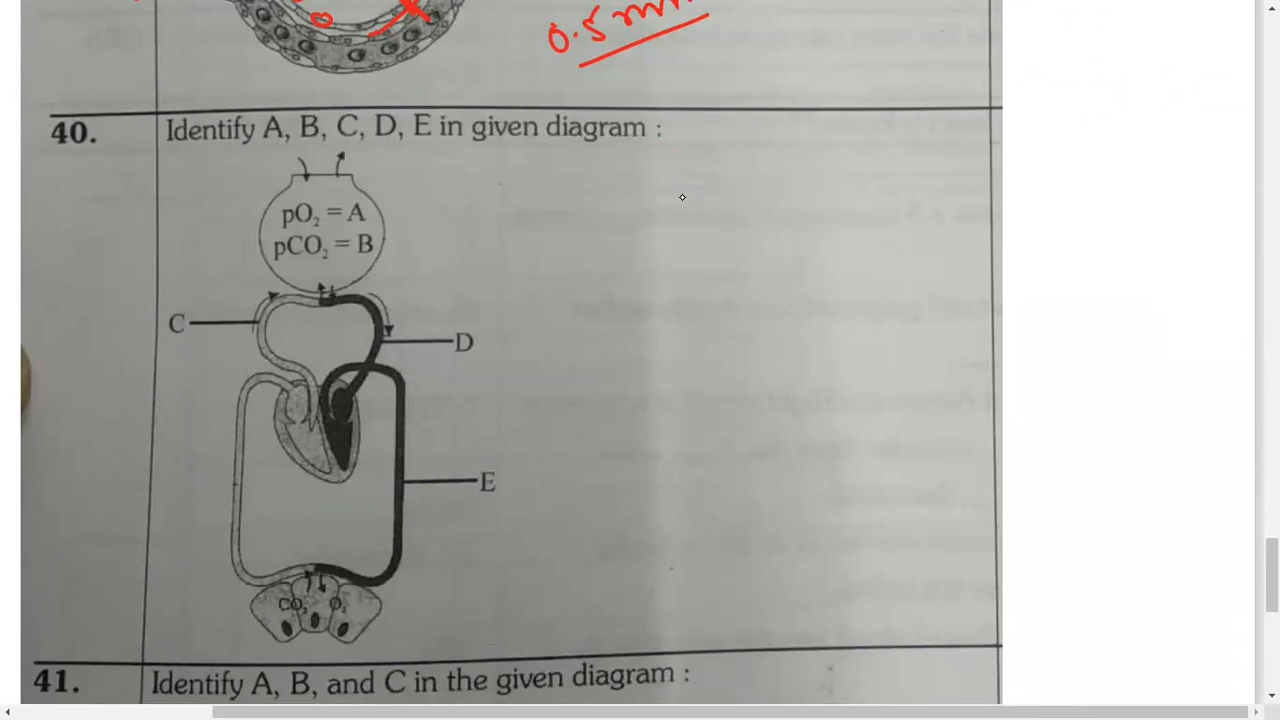 0.5 mm
40.
Identify A, B, C, D, E in given diagram :
pO₂ = A
pCO₂ = B
C
D
E
CO₂ O₂
41.
Identify A, B, and C in the given diagram :